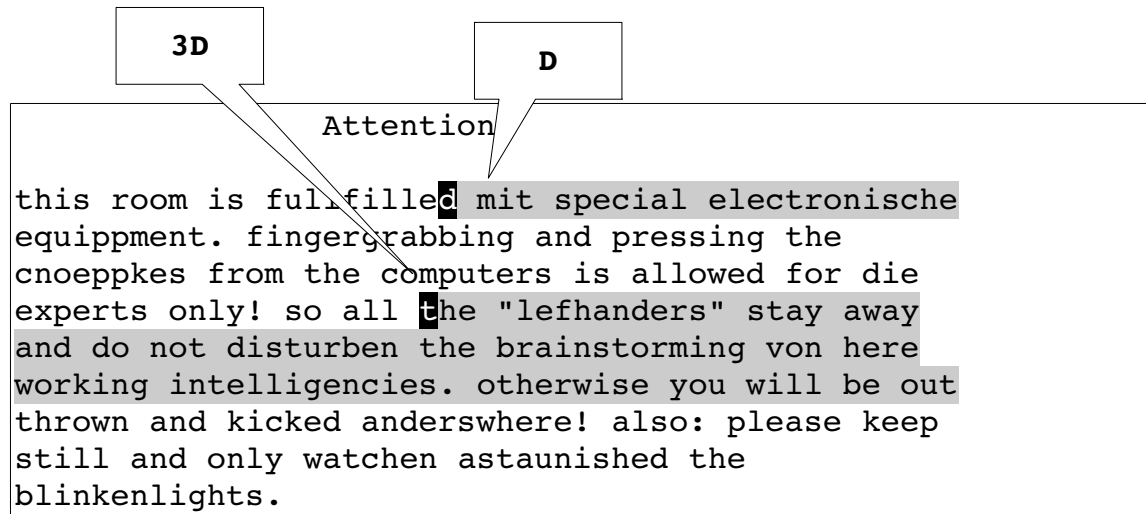 3D
D
Attention
this room is fullfilled mit special electronische
equippment. fingergrabbing and pressing the
cnoeppkes from the computers is allowed for die
experts only! so all the "lefhanders" stay away
and do not disturben the brainstorming von here
working intelligencies. otherwise you will be out
thrown and kicked anderswhere! also: please keep
still and only watchen astaunished the
blinkenlights.